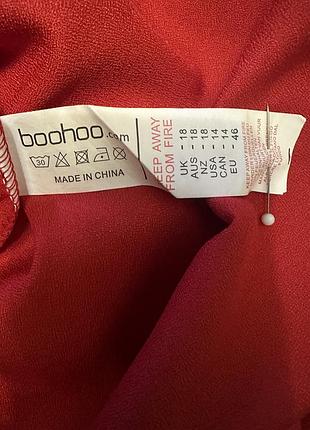 boohoo.com
30
MADE IN CHINA
KEEP AWAY
FROM FIRE
UK - 18
AUS - 18
NZ - 18
USA - 14
CAN - 14
EU - 46